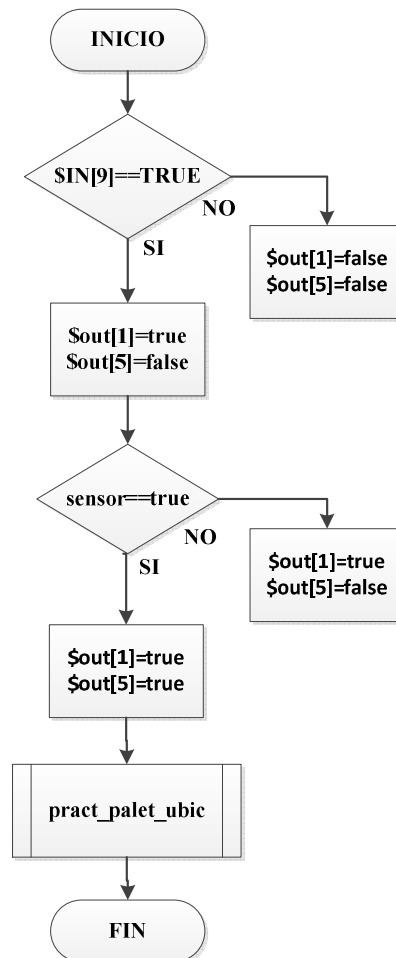 INICIO
$IN[9]==TRUE
NO
SI
$out[1]=false
$out[5]=false
$out[1]=true
$out[5]=false
sensor==true
NO
SI
$out[1]=true
$out[5]=false
$out[1]=true
$out[5]=true
pract_palet_ubic
FIN